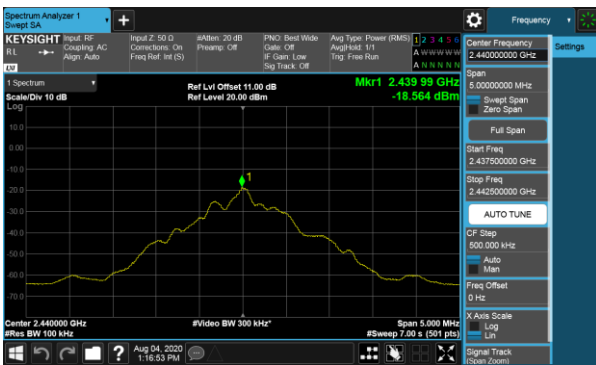 Spectrum Analyzer 1
Swept SA
+
Frequency
KEYSIGHT
RL
LW
Input: RF
Coupling: AC
Align: Auto
Input Z: 50 Ω
Corrections: On
Freq Ref: Int (S)
#Atten: 20 dB
Preamp: Off
PNO: Best Wide
Gate: Off
IF Gain: Low
Sig Track: Off
Avg Type: Power (RMS)
Avg|Hold: 1/1
Trig: Free Run
1 2 3 4 5 6
A W W W W W
A N N N N N
Center Frequency
2.440000000 GHz
Settings
Span
5.00000000 MHz
Swept Span
Zero Span
Full Span
Start Freq
2.437500000 GHz
Stop Freq
2.442500000 GHz
AUTO TUNE
CF Step
500.000 kHz
Auto
Man
Freq Offset
0 Hz
X Axis Scale
Log
Lin
Signal Track
(Span Zoom)
1 Spectrum
Scale/Div 10 dB
Log
Ref Lvl Offset 11.00 dB
Ref Level 20.00 dBm
Mkr1 2.439 99 GHz
-18.564 dBm
1
10.0
0.00
-10.0
-20.0
-30.0
-40.0
-50.0
-60.0
-70.0
Center 2.440000 GHz
#Res BW 100 kHz
#Video BW 300 kHz*
Span 5.000 MHz
#Sweep 7.00 s (501 pts)
?
Aug 04, 2020
1:16:53 PM